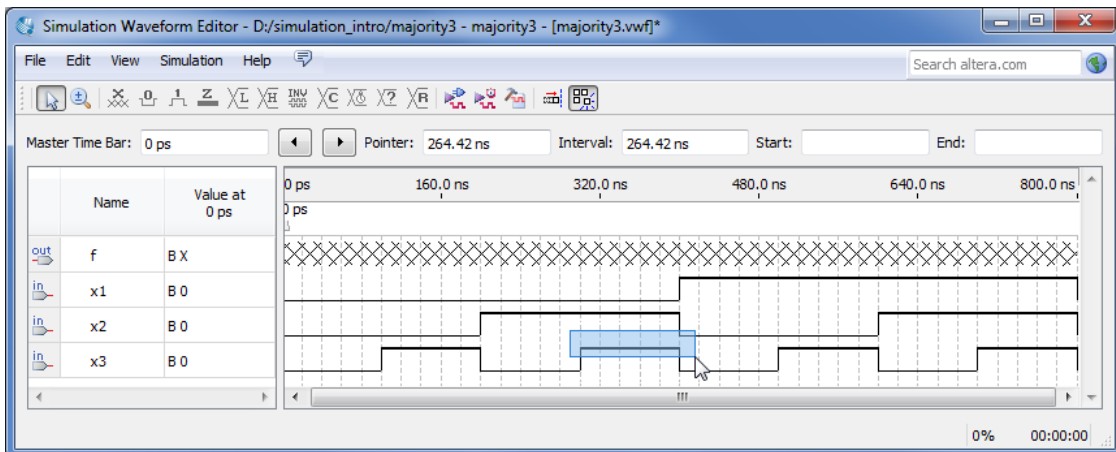 Simulation Waveform Editor - D:/simulation_intro/majority3 - majority3 - [majority3.vwf]*
File Edit View Simulation Help Search altera.com
Master Time Bar: 0 ps Pointer: 264.42 ns Interval: 264.42 ns Start: End:
Name Value at 0 ps
0 ps 160.0 ns 320.0 ns 480.0 ns 640.0 ns 800.0 ns
0 ps
out f B X
in x1 B 0
in x2 B 0
in x3 B 0
0% 00:00:00